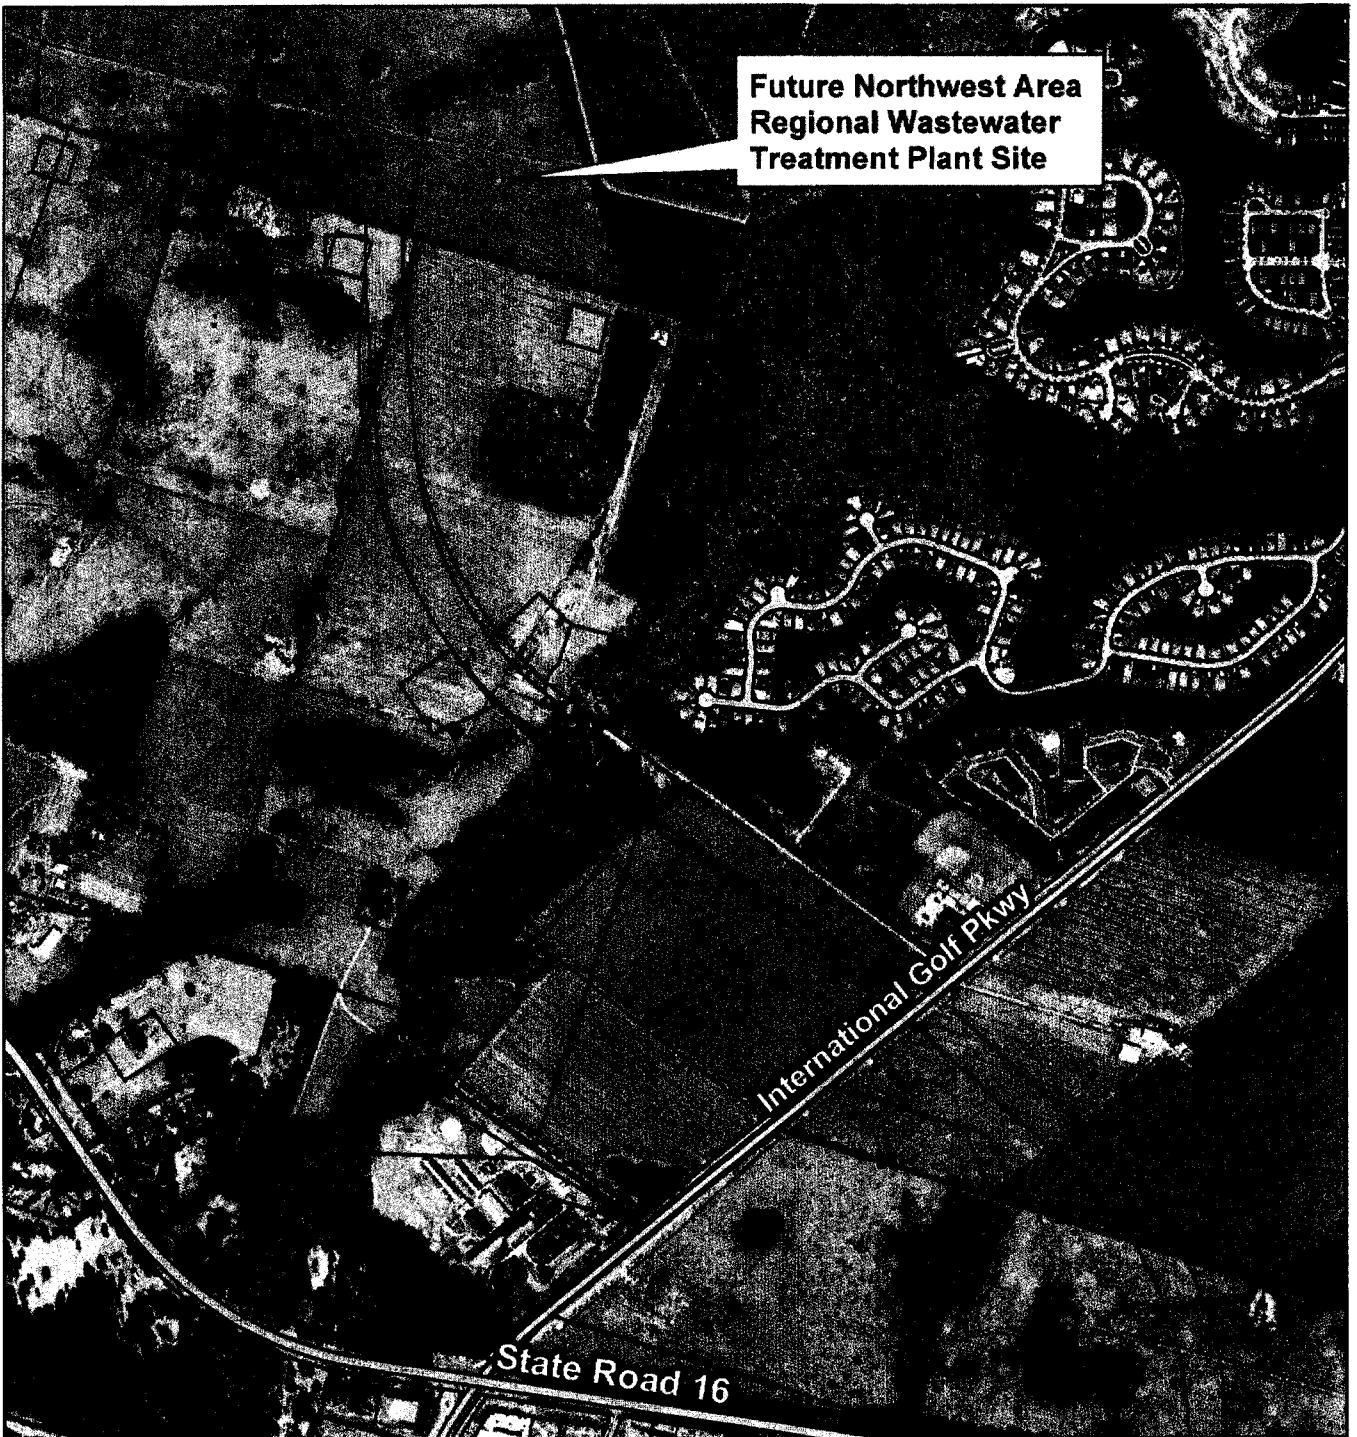 Future Northwest Area
Regional Wastewater
Treatment Plant Site
International Golf Pkwy
State Road 16